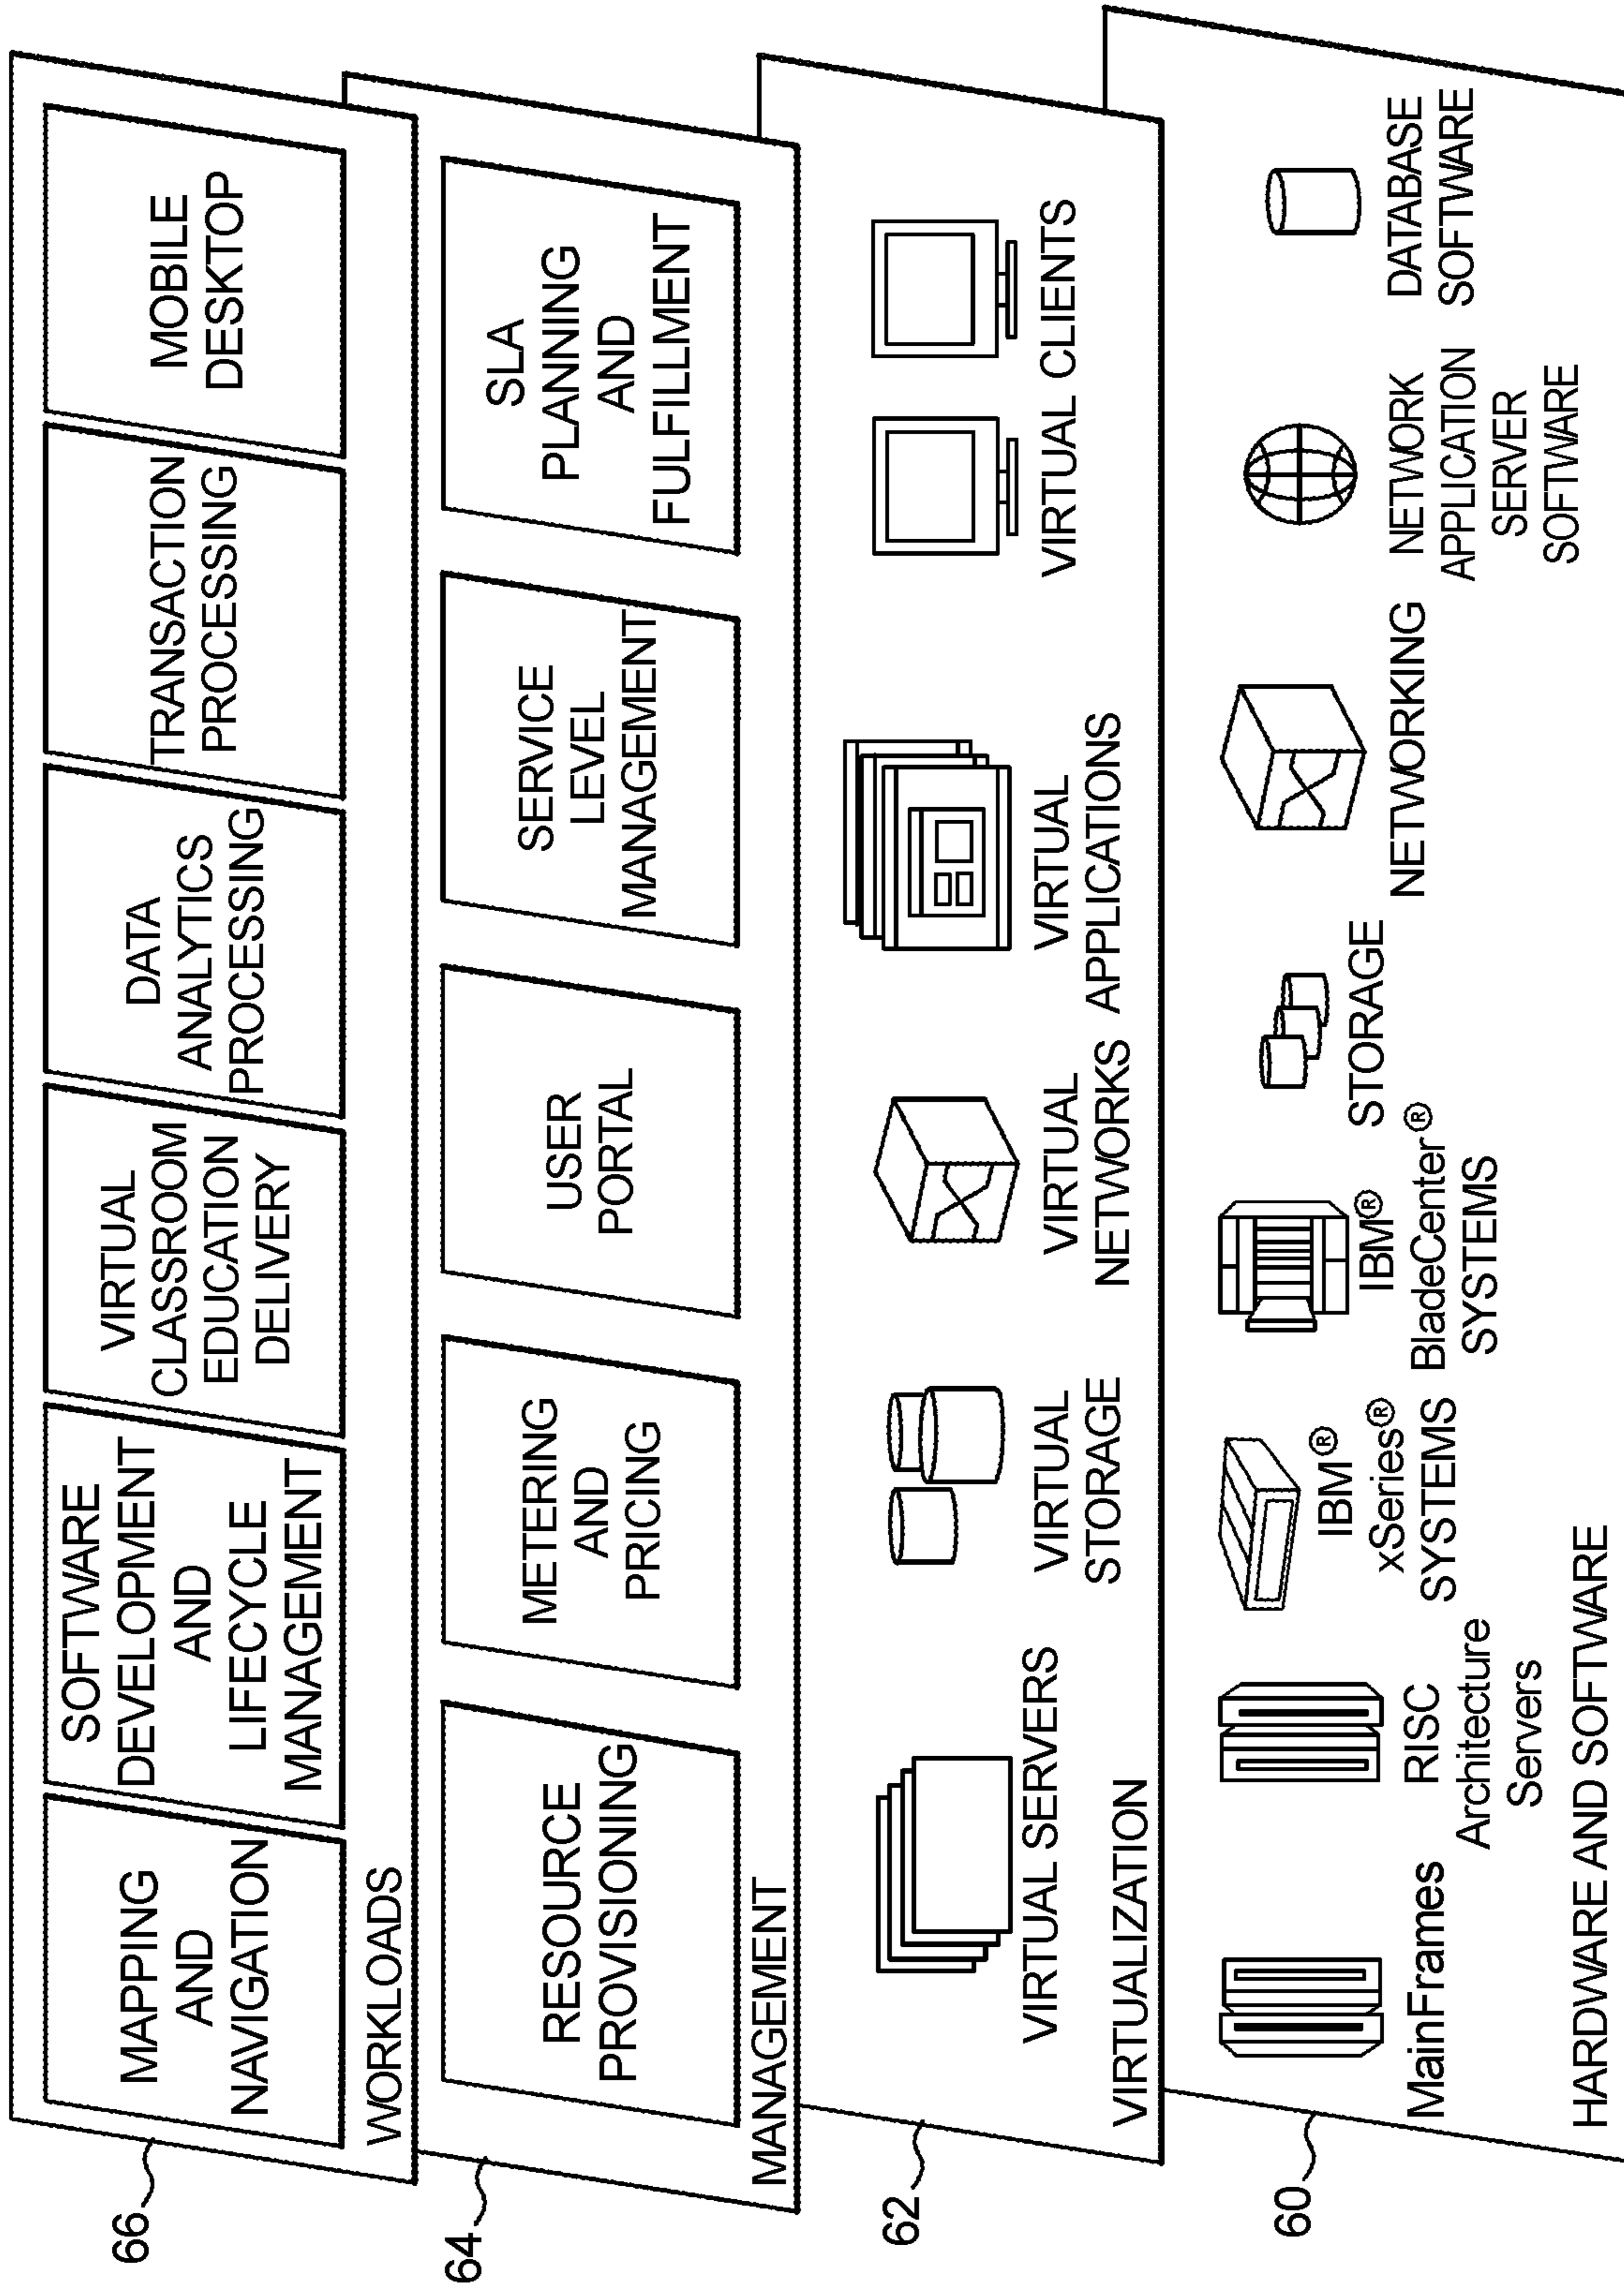 66
MAPPING
AND
NAVIGATION
SOFTWARE
DEVELOPMENT
AND
LIFECYCLE
MANAGEMENT
VIRTUAL
CLASSROOM
EDUCATION
DELIVERY
DATA
ANALYTICS
PROCESSING
TRANSACTION
PROCESSING
MOBILE
DESKTOP
WORKLOADS
64
RESOURCE
PROVISIONING
METERING
AND
PRICING
USER
PORTAL
SERVICE
LEVEL
MANAGEMENT
SLA
PLANNING
AND
FULFILLMENT
MANAGEMENT
62
VIRTUAL SERVERS
VIRTUAL
STORAGE
VIRTUAL
NETWORKS
VIRTUAL
APPLICATIONS
VIRTUAL CLIENTS
VIRTUALIZATION
60
MainFrames
RISC
Architecture
Servers
IBM®
xSeries®
SYSTEMS
IBM®
BladeCenter®
SYSTEMS
STORAGE
NETWORKING
NETWORK
APPLICATION
SERVER
SOFTWARE
DATABASE
SOFTWARE
HARDWARE AND SOFTWARE